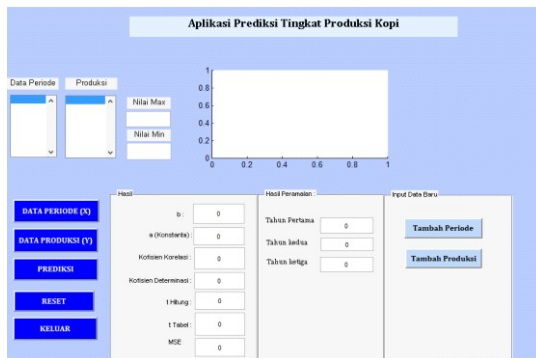 Aplikasi Prediksi Tingkat Produksi Kopi
Data Periode
Produksi
Nilai Max
Nilai Min
1
0.8
0.6
0.4
0.2
0
0 0.2 0.4 0.6 0.8 1
DATA PERIODE (X)
DATA PRODUKSI (Y)
PREDIKSI
RESET
KELUAR
Hasil
b : 0
a (Konstanta) : 0
Kofisien Korelasi : 0
Kofisien Determinasi : 0
t Hitung : 0
t Tabel : 0
MSE 0
Hasil Peramalan :
Tahun Pertama 0
Tahun kedua 0
Tahun ketiga 0
Input Data Baru
Tambah Periode
Tambah Produksi